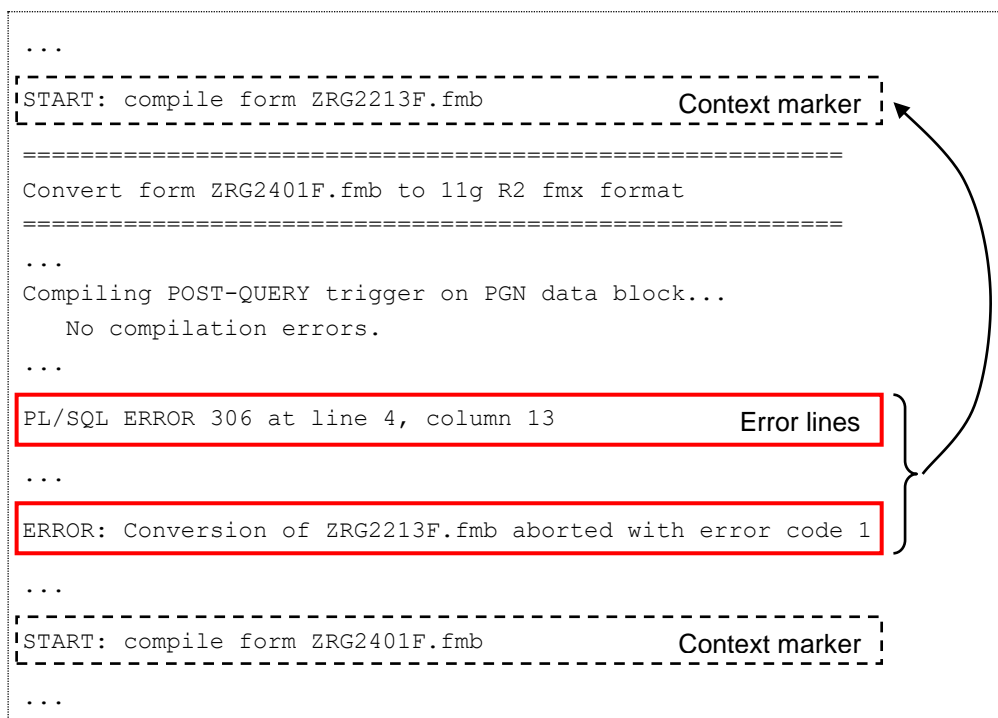 ...
START: compile form ZRG2213F.fmb Context marker
=========================================================
Convert form ZRG2401F.fmb to 11g R2 fmx format
=========================================================
...
Compiling POST-QUERY trigger on PGN data block...
No compilation errors.
...
PL/SQL ERROR 306 at line 4, column 13 Error lines
...
ERROR: Conversion of ZRG2213F.fmb aborted with error code 1
...
START: compile form ZRG2401F.fmb Context marker
...